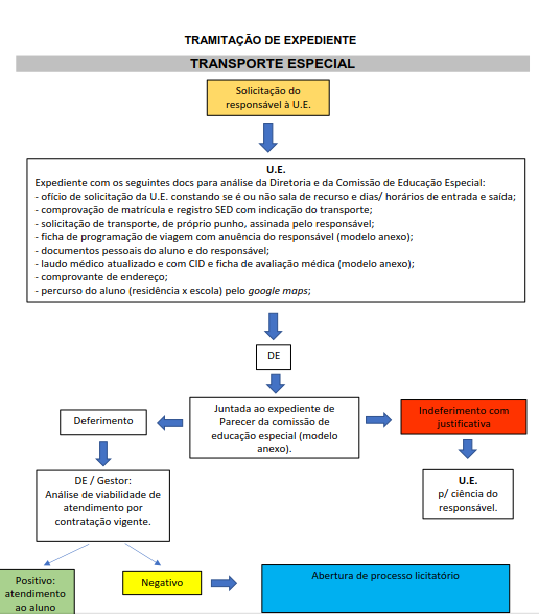 TRAMITAÇÃO DE EXPEDIENTE
TRANSPORTE ESPECIAL
Solicitação do
responsável à U.E.
U.E.
Expediente com os seguintes docs para análise da Diretoria e da Comissão de Educação Especial:
- ofício de solicitação da U.E. constando se é ou não sala de recurso e dias/ horários de entrada e saída;
- comprovação de matrícula e registro SED com indicação do transporte;
- solicitação de transporte, de próprio punho, assinada pelo responsável;
- ficha de programação de viagem com anuência do responsável (modelo anexo);
- documentos pessoais do aluno e do responsável;
- laudo médico atualizado e com CID e ficha de avaliação médica (modelo anexo);
- comprovante de endereço;
- percurso do aluno (residência x escola) pelo google maps;
DE
Juntada ao expediente de
Parecer da comissão de
educação especial (modelo
anexo).
Deferimento
Indeferimento com
justificativa
DE / Gestor:
Análise de viabilidade de
atendimento por
contratação vigente.
U.E.
p/ ciência do
responsável.
Positivo:
atendimento
ao aluno
Negativo
Abertura de processo licitatório